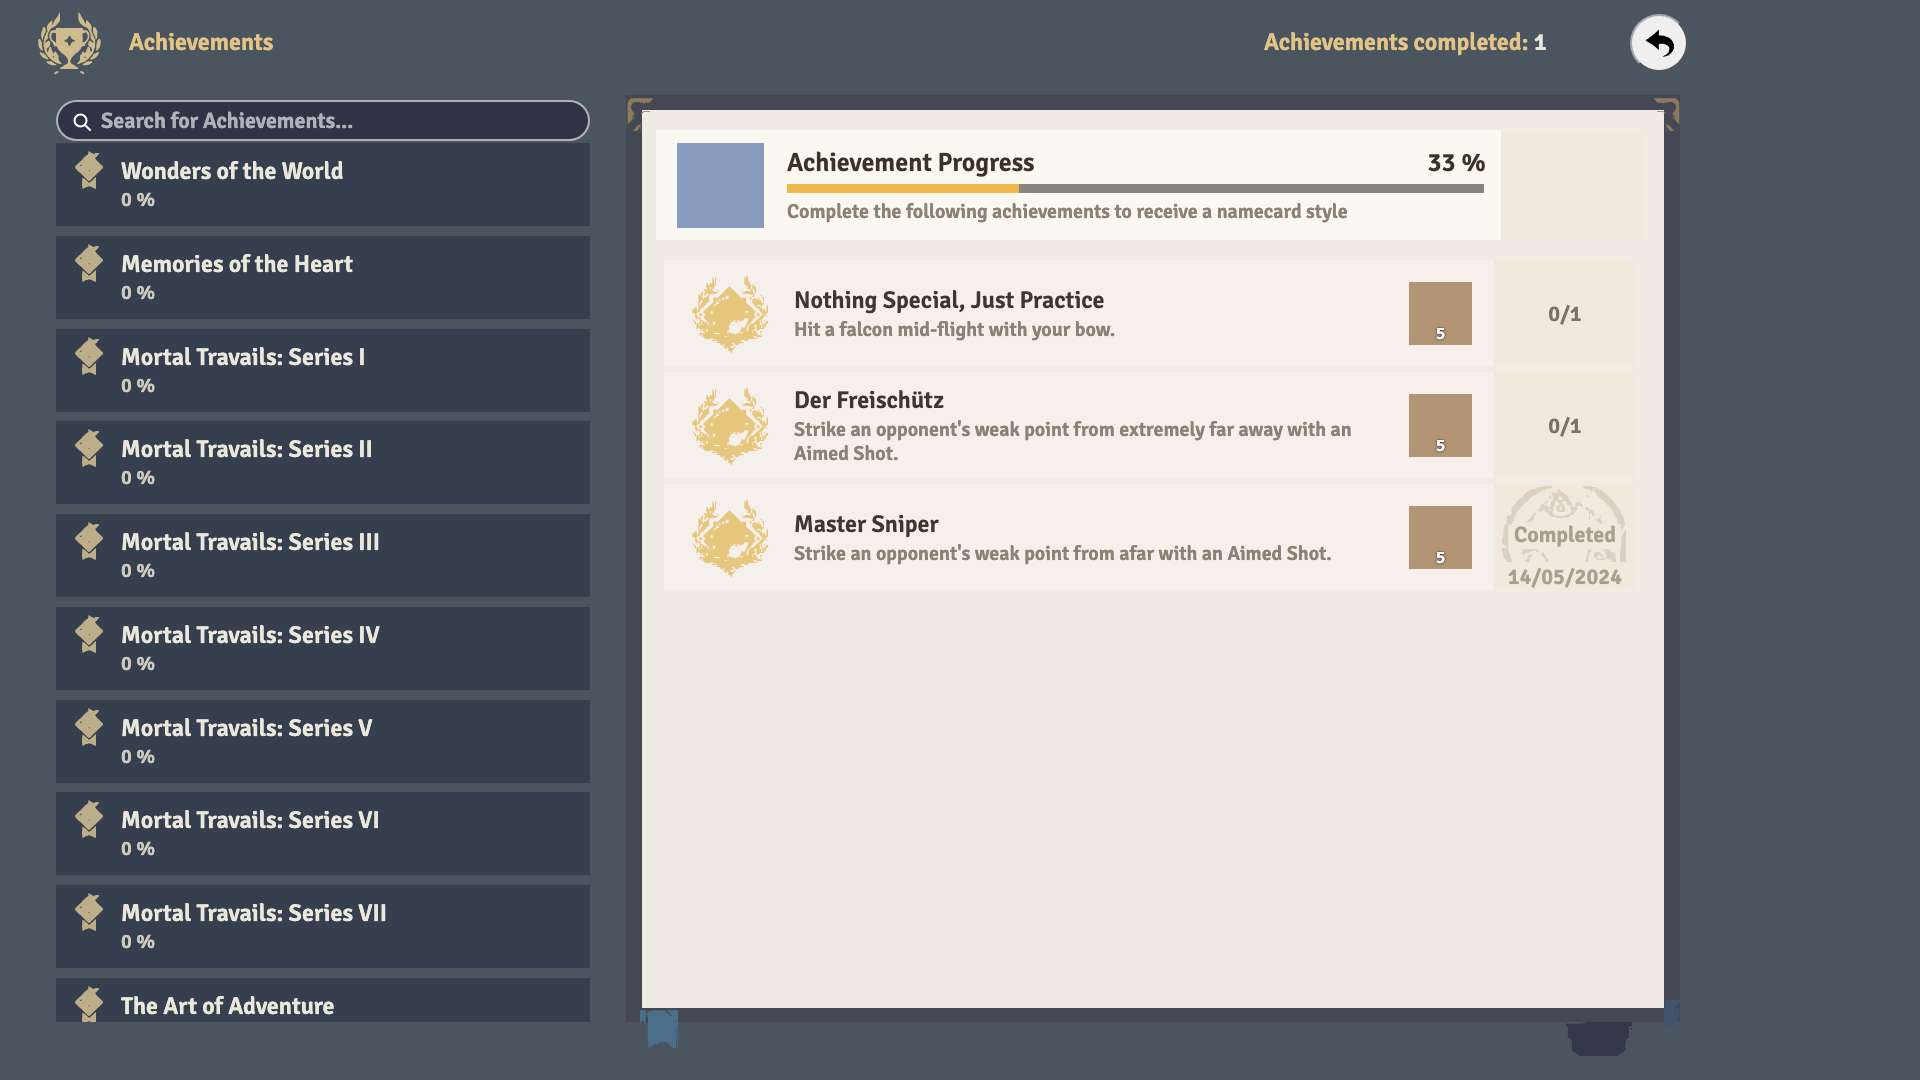 Achievements
Achievements completed: 1
Search for Achievements...
Wonders of the World
0 %
Memories of the Heart
0 %
Mortal Travails: Series I
0 %
Mortal Travails: Series II
0 %
Mortal Travails: Series III
0 %
Mortal Travails: Series IV
0 %
Mortal Travails: Series V
0 %
Mortal Travails: Series VI
0 %
Mortal Travails: Series VII
0 %
The Art of Adventure
Achievement Progress
33 %
Complete the following achievements to receive a namecard style
Nothing Special, Just Practice
Hit a falcon mid-flight with your bow.
5
0/1
Der Freischütz
Strike an opponent's weak point from extremely far away with an
Aimed Shot.
5
0/1
Master Sniper
Strike an opponent's weak point from afar with an Aimed Shot.
5
Completed
14/05/2024